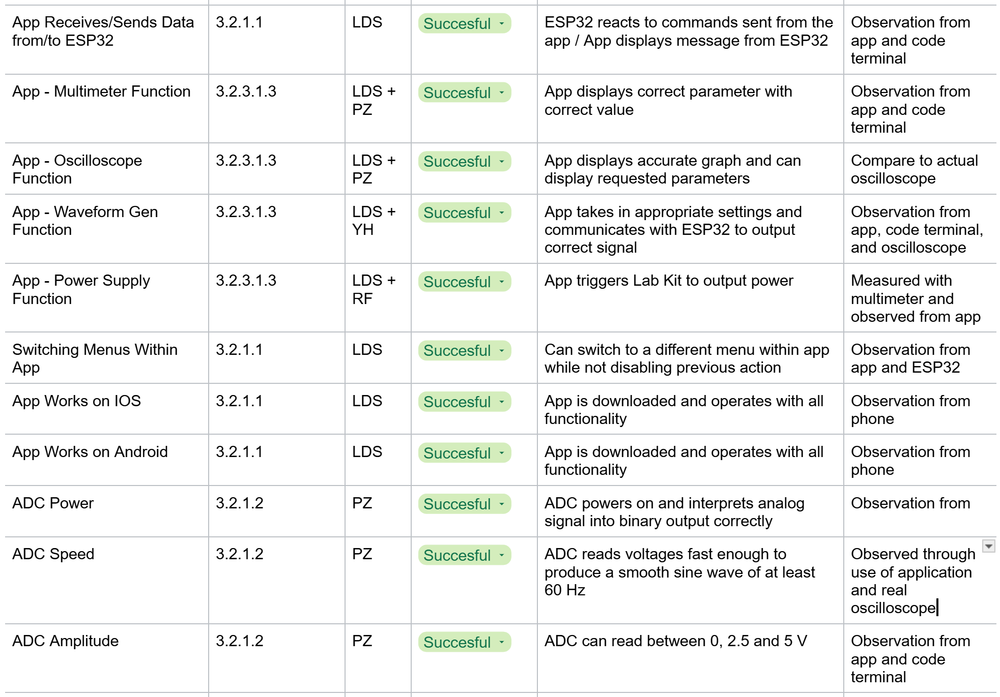 App Receives/Sends Data
from/to ESP32
3.2.1.1
LDS
Succesful
ESP32 reacts to commands sent from the
app / App displays message from ESP32
Observation from
app and code
terminal
App - Multimeter Function
3.2.3.1.3
LDS +
PZ
Succesful
App displays correct parameter with
correct value
Observation from
app and code
terminal
App - Oscilloscope
Function
3.2.3.1.3
LDS +
PZ
Succesful
App displays accurate graph and can
display requested parameters
Compare to actual
oscilloscope
App - Waveform Gen
Function
3.2.3.1.3
LDS +
YH
Succesful
App takes in appropriate settings and
communicates with ESP32 to output
correct signal
Observation from
app, code terminal,
and oscilloscope
App - Power Supply
Function
3.2.3.1.3
LDS +
RF
Succesful
App triggers Lab Kit to output power
Measured with
multimeter and
observed from app
Switching Menus Within
App
3.2.1.1
LDS
Succesful
Can switch to a different menu within app
while not disabling previous action
Observation from
app and ESP32
App Works on IOS
3.2.1.1
LDS
Succesful
App is downloaded and operates with all
functionality
Observation from
phone
App Works on Android
3.2.1.1
LDS
Succesful
App is downloaded and operates with all
functionality
Observation from
phone
ADC Power
3.2.1.2
PZ
Succesful
ADC powers on and interprets analog
signal into binary output correctly
Observation from
ADC Speed
3.2.1.2
PZ
Succesful
ADC reads voltages fast enough to
produce a smooth sine wave of at least
60 Hz
Observed through
use of application
and real
oscilloscope
ADC Amplitude
3.2.1.2
PZ
Succesful
ADC can read between 0, 2.5 and 5 V
Observation from
app and code
terminal